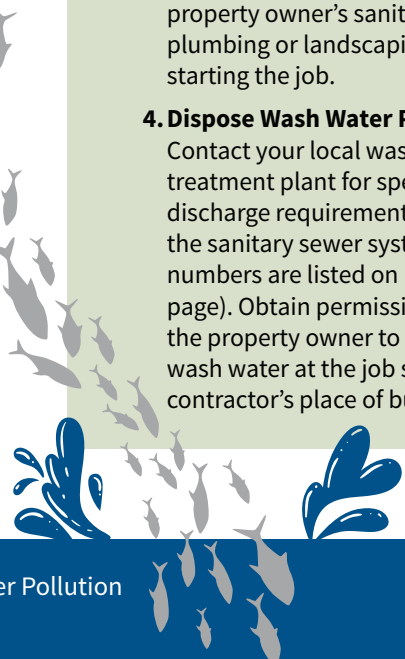 property owner’s sanit
plumbing or landscapi
starting the job.
4. Dispose Wash Water P
Contact your local was
treatment plant for spe
discharge requirement
the sanitary sewer syst
numbers are listed on
page). Obtain permissi
the property owner to
wash water at the job s
contractor’s place of bu
er Pollution